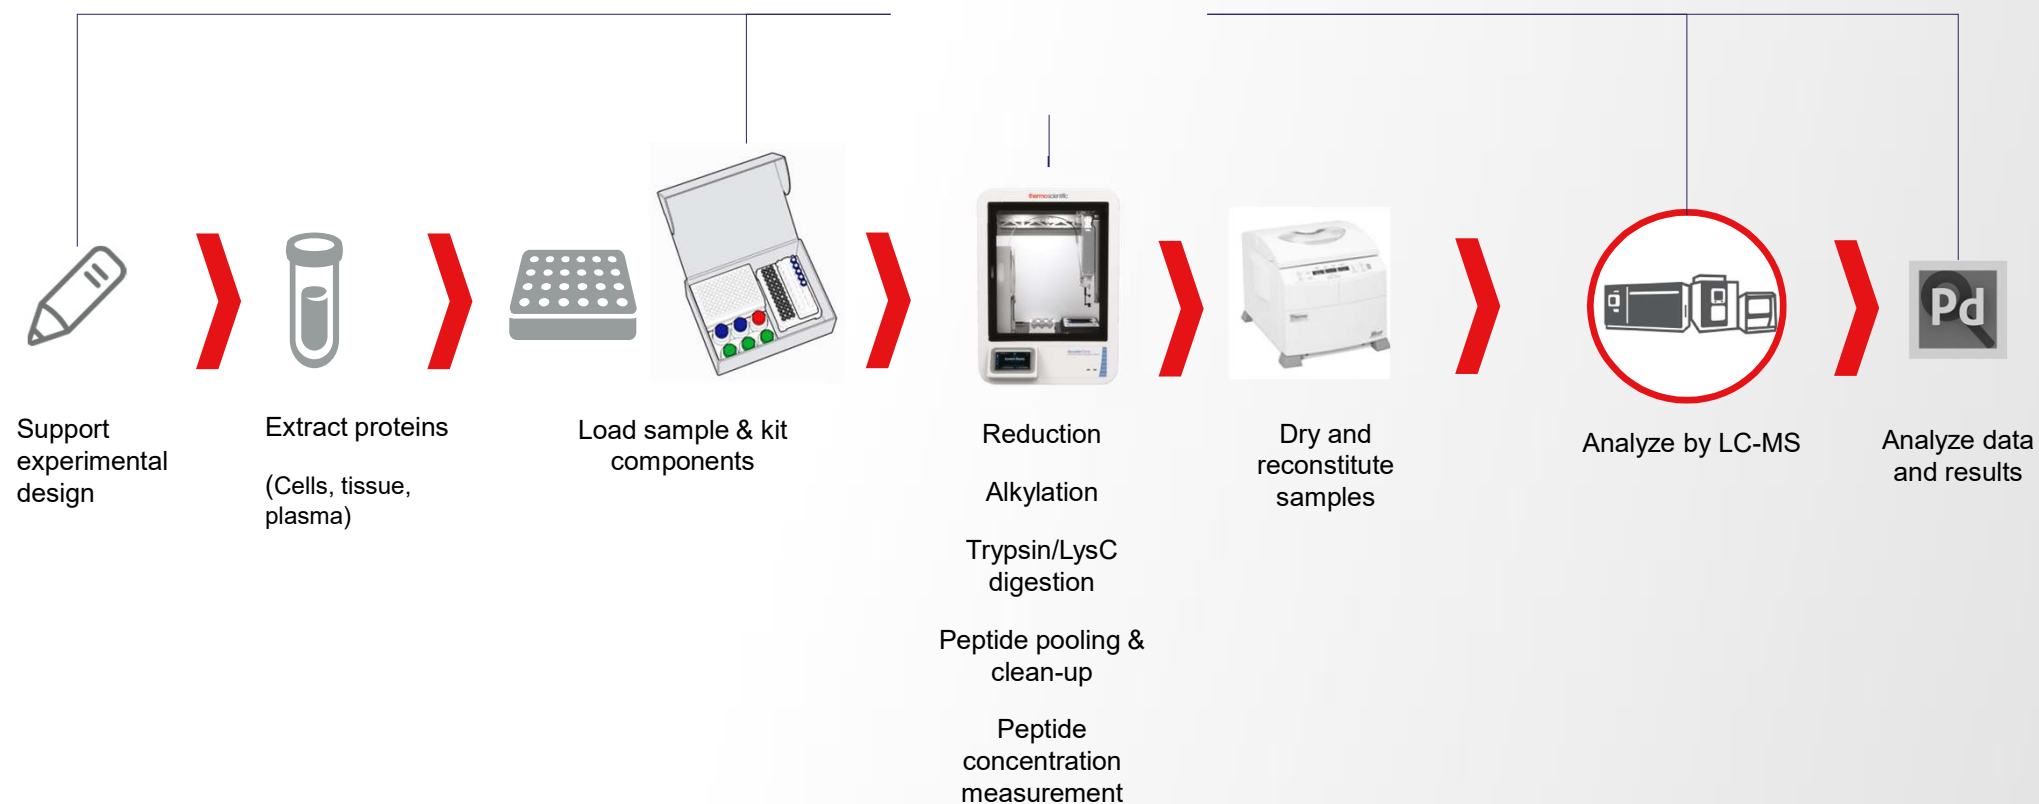 thermoscientific
Pd
Support
experimental
design
Extract proteins
(Cells, tissue,
plasma)
Load sample & kit
components
Reduction
Alkylation
Trypsin/LysC
digestion
Peptide pooling &
clean-up
Peptide
concentration
measurement
Dry and
reconstitute
samples
Analyze by LC-MS
Analyze data
and results